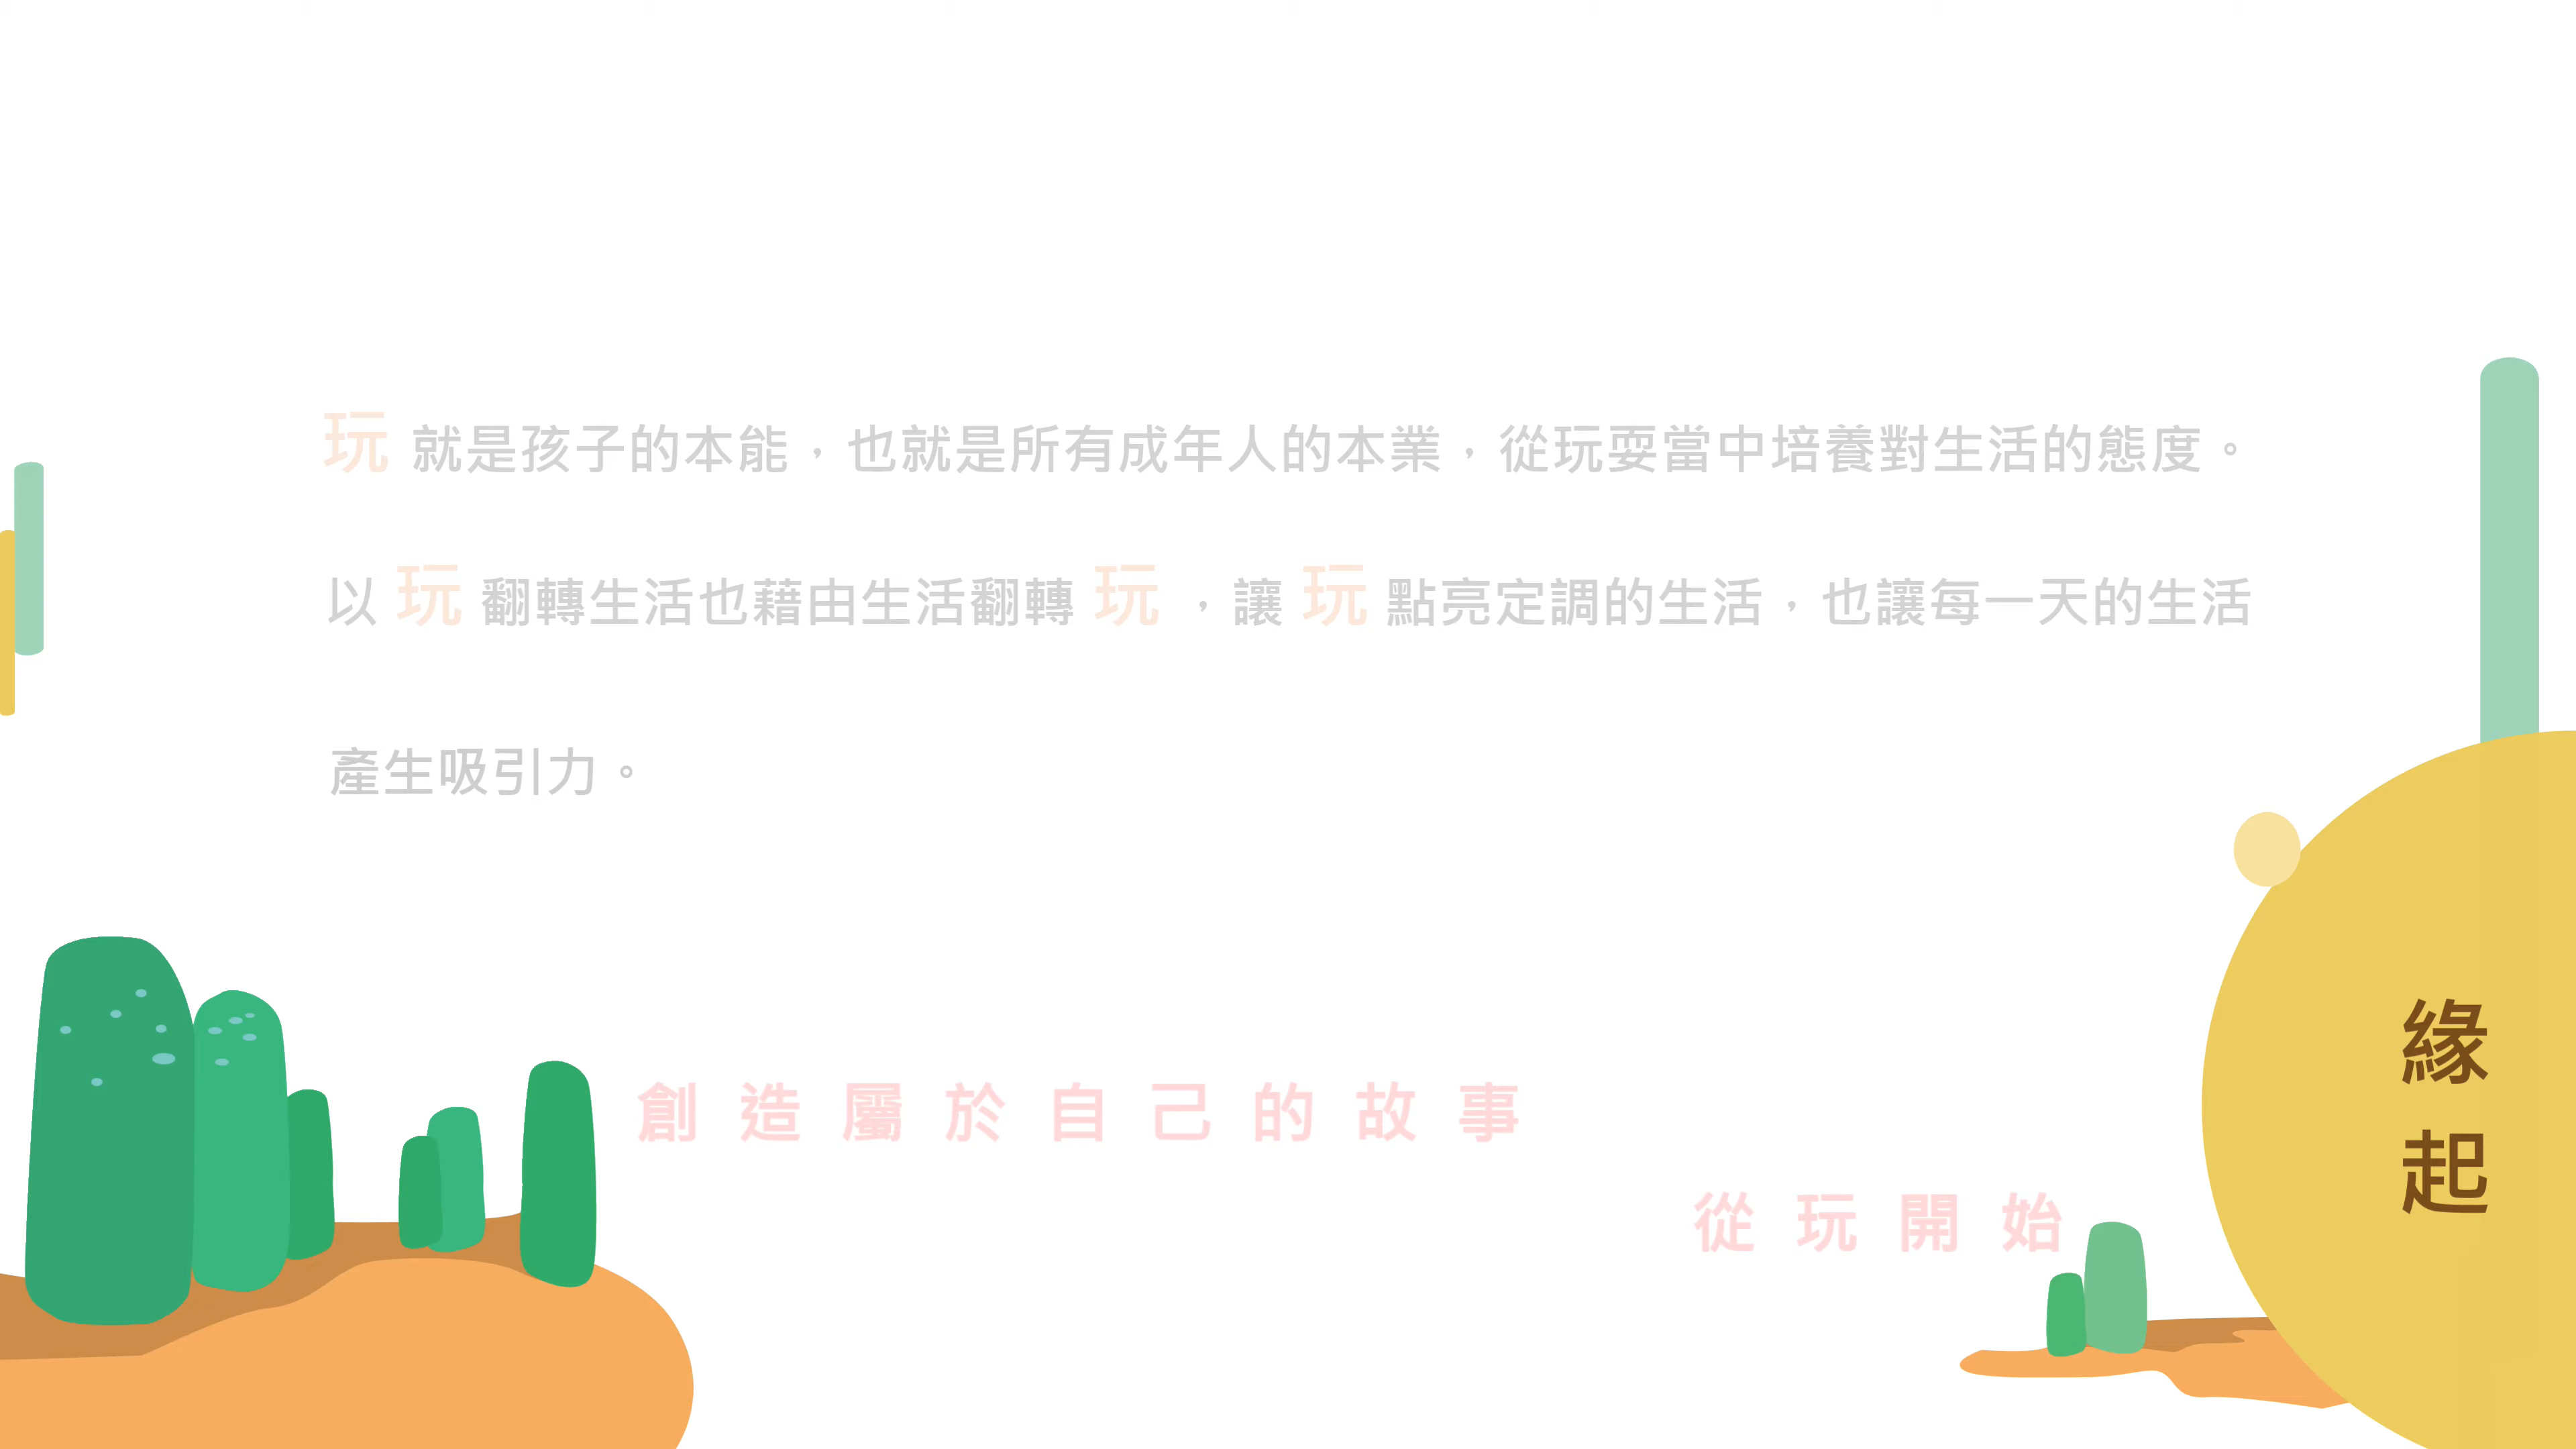 玩 就是孩子的本能，也就是所有成年人的本業，從玩耍當中培養對生活的態度。
以 玩 翻轉生活也藉由生活翻轉 玩 ，讓 玩 點亮定調的生活，也讓每一天的生活
產生吸引力。
創造屬於自己的故事
從玩開始
緣起